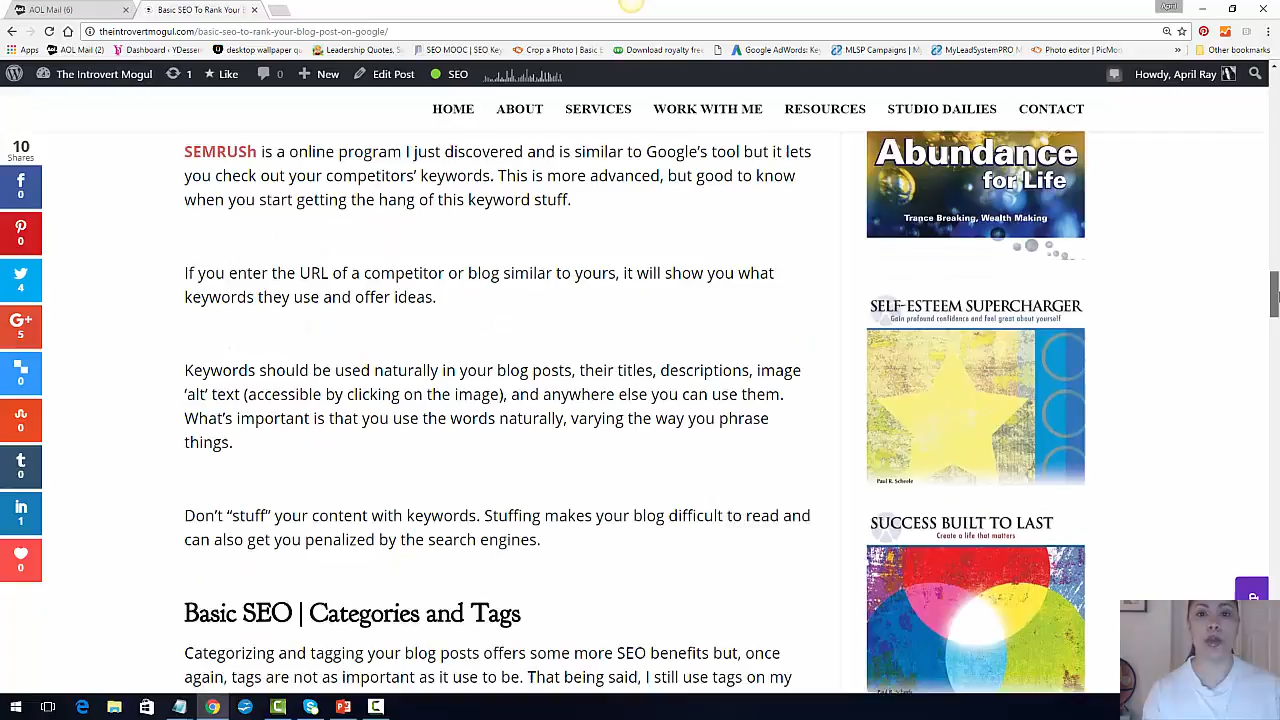 AOL Mail (6)
Basic SEO To Rank Your B
April
theintrovertmogul.com/basic-seo-to-rank-your-blog-post-on-google/
Apps
AOL Mail (2)
Dashboard ‹ YDesser
desktop wallpaper qu
Leadership Quotes, S
SEO MOOC | SEO Key
Crop a Photo | Basic E
Download royalty free
Google AdWords: Key
MLSP Campaigns | M
MyLeadSystemPRO M
Photo editor | PicMo
»
Other bookmarks
The Introvert Mogul
1
Like
0
New
Edit Post
SEO
Howdy, April Ray
HOME ABOUT SERVICES WORK WITH ME RESOURCES STUDIO DAILIES CONTACT
10
Shares
0
0
4
G+
5
0
0
0
1
0
SEMRUSh is a online program I just discovered and is similar to Google's tool but it lets
you check out your competitors' keywords. This is more advanced, but good to know
when you start getting the hang of this keyword stuff.
If you enter the URL of a competitor or blog similar to yours, it will show you what
keywords they use and offer ideas.
Keywords should be used naturally in your blog posts, their titles, descriptions, image
'alt' text (accessible by clicking on the image), and anywhere else you can use them.
What's important is that you use the words naturally, varying the way you phrase
things.
Don't “stuff” your content with keywords. Stuffing makes your blog difficult to read and
can also get you penalized by the search engines.
Basic SEO | Categories and Tags
Categorizing and tagging your blog posts offers some more SEO benefits but, once
again, tags are not as important as it use to be. That being said, I still use tags on my
Abundance
for Life
Trance Breaking, Wealth Making
SELF-ESTEEM SUPERCHARGER
Gain profound confidence and feel great about yourself
Paul R. Scheele
SUCCESS BUILT TO LAST
Create a life that matters
Paul R. Scheele